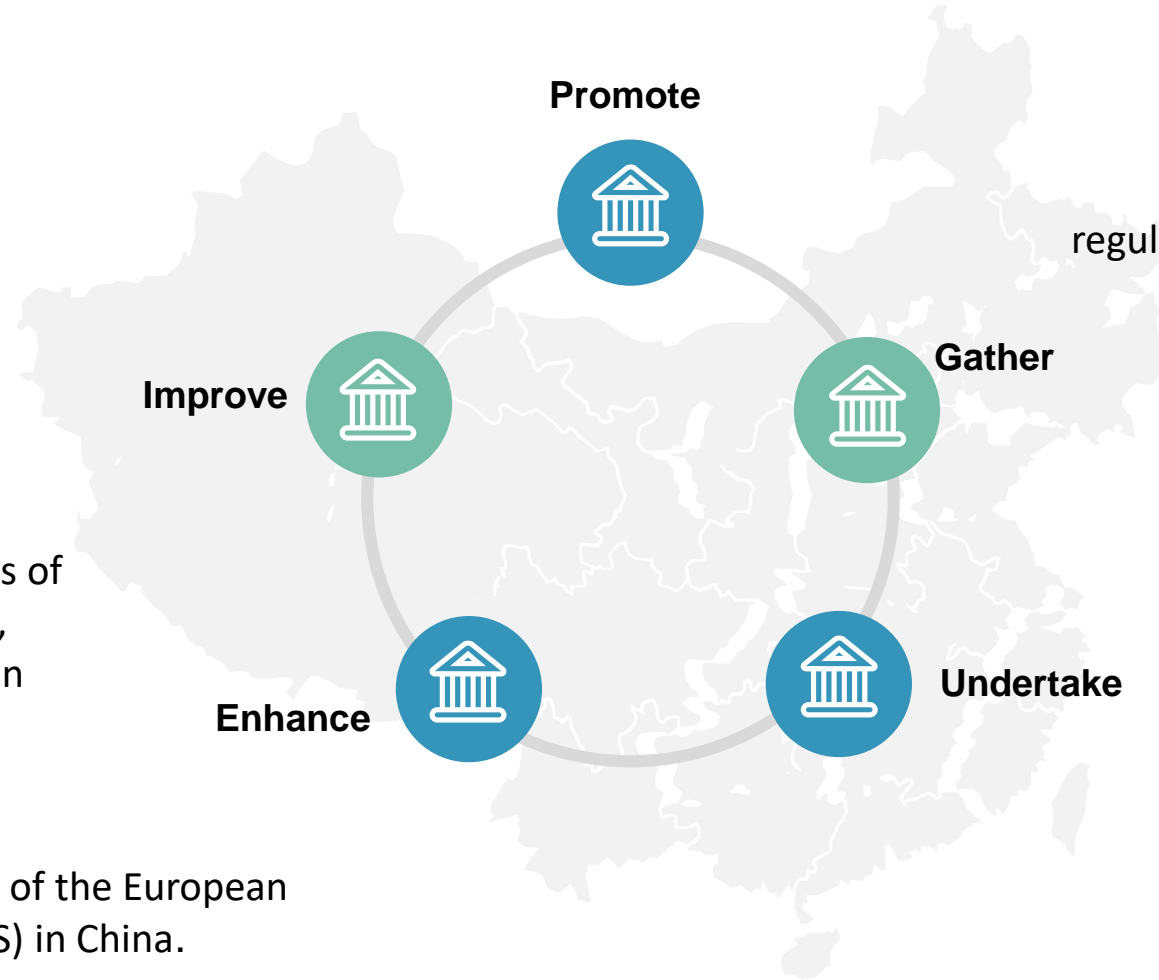 Promote
regul
Gather
Improve
s of
,
n
Undertake
Enhance
of the European
S) in China.